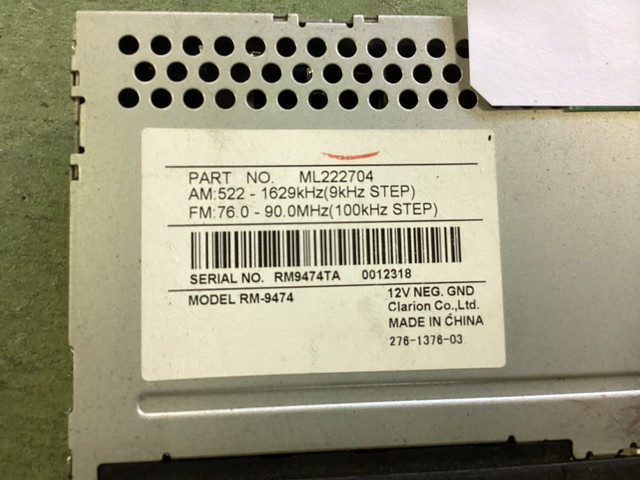 PART NO. ML222704
AM:522 - 1629kHz(9kHz STEP)
FM:76.0 - 90.0MHz(100kHz STEP)
SERIAL NO. RM9474TA 0012318
MODEL RM-9474
12V NEG. GND
Clarion Co.,Ltd.
MADE IN CHINA
276-1376-03